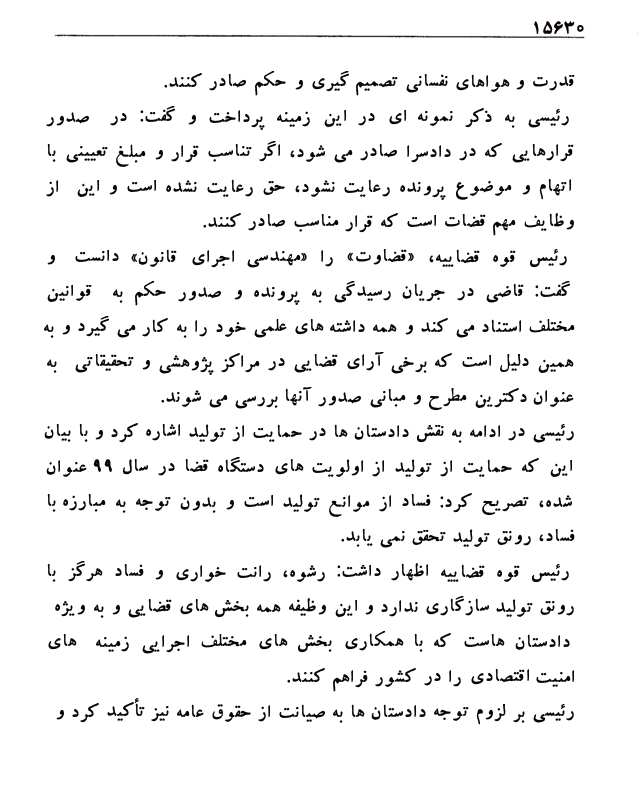 ۱۵۶۳۰
قدرت و هواهای نفسانی تصمیم گیری و حکم صادر کنند.
رئیسی به ذکر نمونه ای در این زمینه پرداخت و گفت: در صدور
قرارهایی که در دادسرا صادر می شود، اگر تناسب قرار و مبلغ تعیینی با
اتهام و موضوع پرونده رعایت نشود، حق رعایت نشده است و این از
وظایف مهم قضات است که قرار مناسب صادر کنند.
رئیس قوه قضاییه، «قضاوت» را «مهندسی اجرای قانون» دانست و
گفت: قاضی در جریان رسیدگی به پرونده و صدور حکم به قوانین
مختلف استناد می کند و همه داشته های علمی خود را به کار می گیرد و به
همین دلیل است که برخی آرای قضایی در مراکز پژوهشی و تحقیقاتی به
عنوان دکترین مطرح و مبانی صدور آنها بررسی می شوند.
رئیسی در ادامه به نقش دادستان ها در حمایت از تولید اشاره کرد و با بیان
این که حمایت از تولید از اولویت های دستگاه قضا در سال ۹۹ عنوان
شده، تصریح کرد: فساد از موانع تولید است و بدون توجه به مبارزه با
فساد، رونق تولید تحقق نمی یابد.
رئیس قوه قضاییه اظهار داشت: رشوه، رانت خواری و فساد هرگز با
رونق تولید سازگاری ندارد و این وظیفه همه بخش های قضایی و به ویژه
دادستان هاست که با همکاری بخش های مختلف اجرایی زمینه های
امنیت اقتصادی را در کشور فراهم کنند.
رئیسی بر لزوم توجه دادستان ها به صیانت از حقوق عامه نیز تأکید کرد و